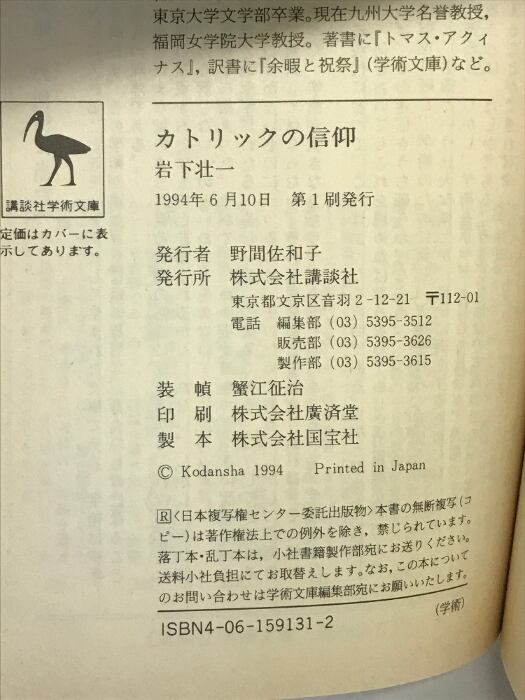 東京大学文学部卒業。現在九州大学名誉教授,
福岡女学院大学教授。著書に『トマス・アクィ
ナス』, 訳書に『余暇と祝祭』(学術文庫)など。
講談社学術文庫
定価はカバーに表
示してあります。
カトリックの信仰
岩下壮一
1994年6月10日 第1刷発行
発行者 野間佐和子
発行所 株式会社講談社
東京都文京区音羽2-12-21 〒112-01
電話 編集部 (03) 5395-3512
販売部 (03) 5395-3626
製作部 (03) 5395-3615
装 幀 蟹江征治
印 刷 株式会社廣済堂
製 本 株式会社国宝社
© Kodansha 1994 Printed in Japan
R〈日本複写権センター委託出版物〉本書の無断複写(コ
ピー)は著作権法上での例外を除き, 禁じられています。
落丁本・乱丁本は, 小社書籍製作部宛にお送りください。
送料小社負担にてお取替えします。なお, この本について
のお問い合わせは学術文庫編集部宛にお願いいたします。
(学術)
ISBN4-06-159131-2